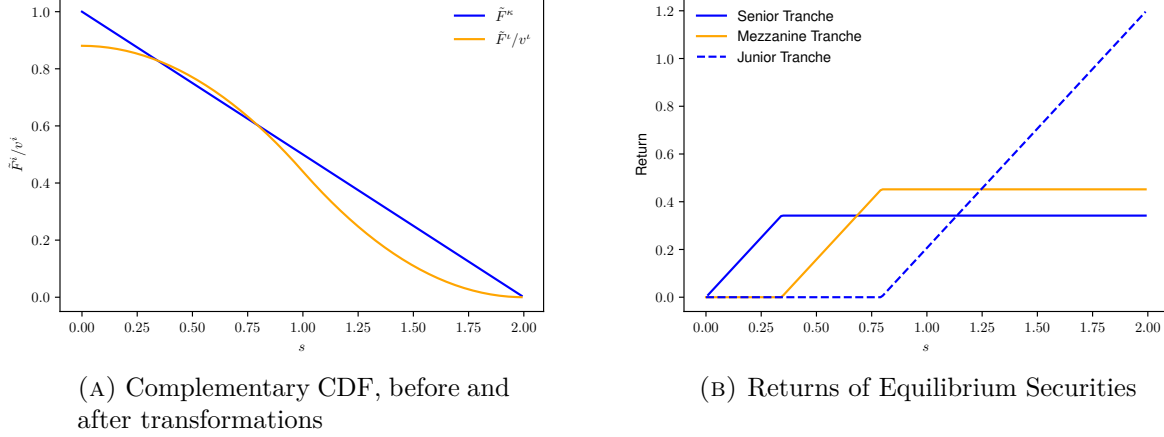 1.0
0.8
0.6
0.4
0.2
0.0
F̃ⁱ/vⁱ
0.00 0.25 0.50 0.75 1.00 1.25 1.50 1.75 2.00
s
F̃ᵏ
F̃ᶥ/vᶥ
(A) Complementary CDF, before and
after transformations
1.2
1.0
0.8
0.6
0.4
0.2
0.0
Return
0.00 0.25 0.50 0.75 1.00 1.25 1.50 1.75 2.00
s
Senior Tranche
Mezzanine Tranche
Junior Tranche
(B) Returns of Equilibrium Securities